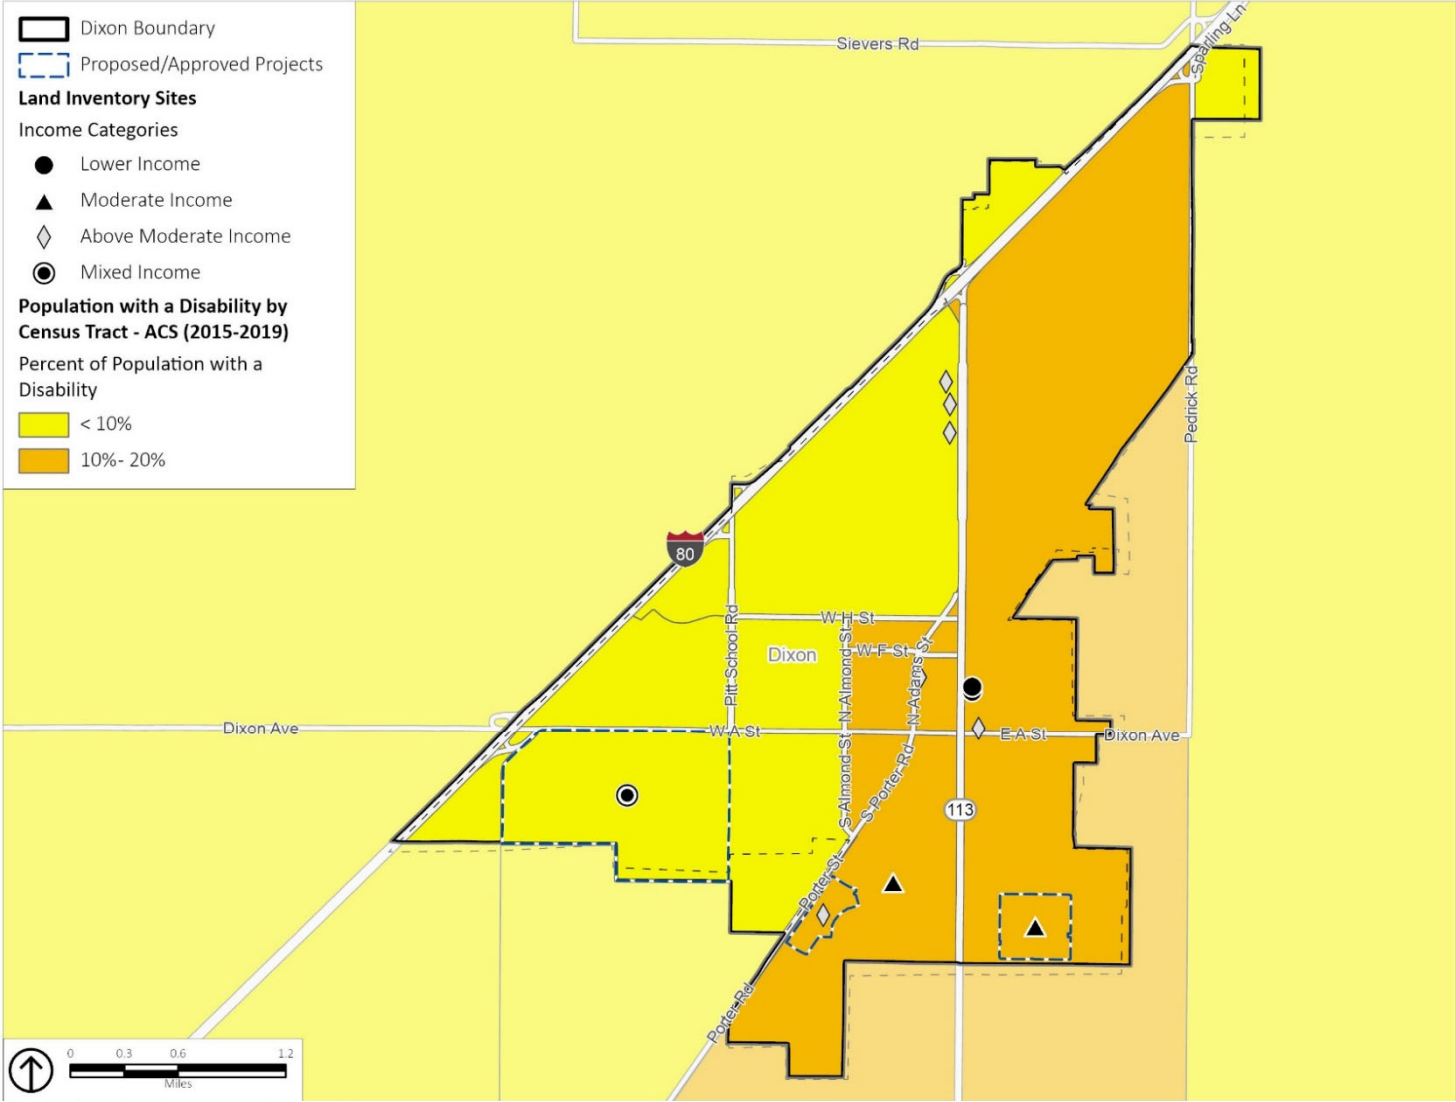 Dixon Boundary
Proposed/Approved Projects
Land Inventory Sites
Income Categories
Lower Income
Moderate Income
Above Moderate Income
Mixed Income
Population with a Disability by
Census Tract - ACS (2015-2019)
Percent of Population with a
Disability
< 10%
10%- 20%
Sievers Rd
Sparling Ln
Pedrick Rd
80
Pitt School Rd
W H St
Dixon
W F St
N Almond St
N Adams St
Dixon Ave
W A St
E A St
Dixon Ave
S Almond St
S Porter Rd
113
Porter St
Porter Rd
0 0.3 0.6 1.2
Miles